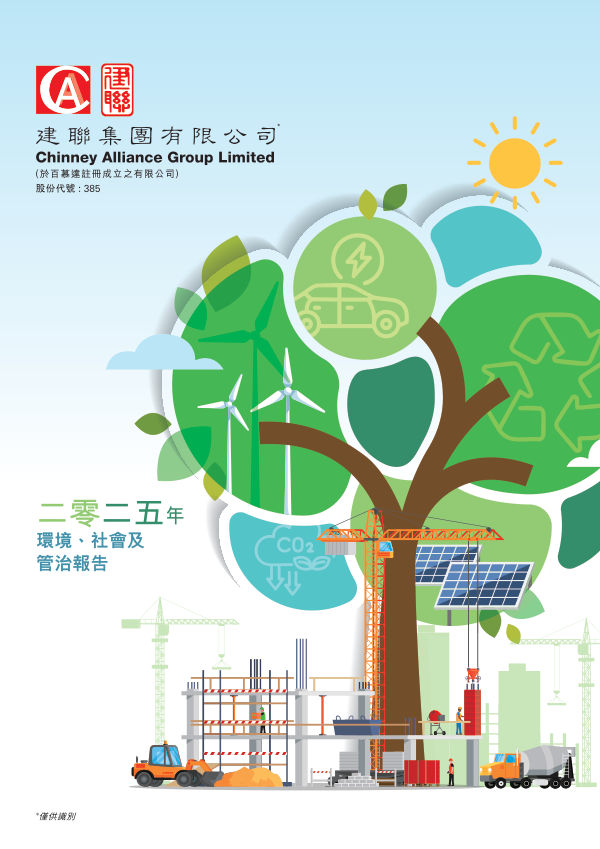 建聯
建聯集團有限公司*
Chinney Alliance Group Limited
(於百慕達註冊成立之有限公司)
股份代號 : 385
二零二五年
環境、社會及
管治報告
CO2
*僅供識別